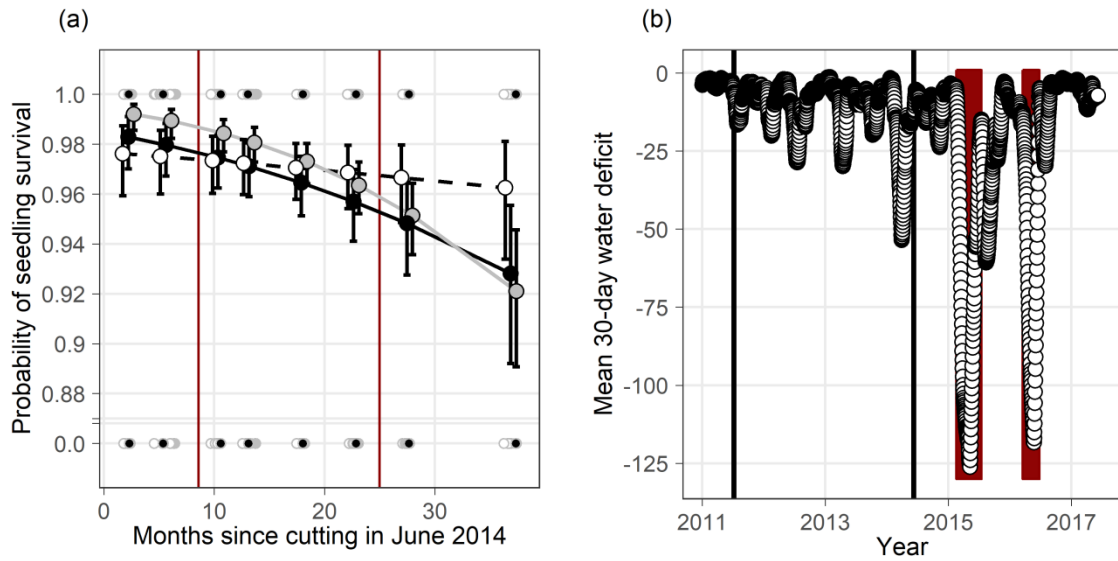 (a)
Probability of seedling survival
1.0
0.98
0.96
0.94
0.92
0.9
0.88
0.0
0 10 20 30
Months since cutting in June 2014
(b)
Mean 30-day water deficit
0
-25
-50
-75
-100
-125
2011 2013 2015 2017
Year